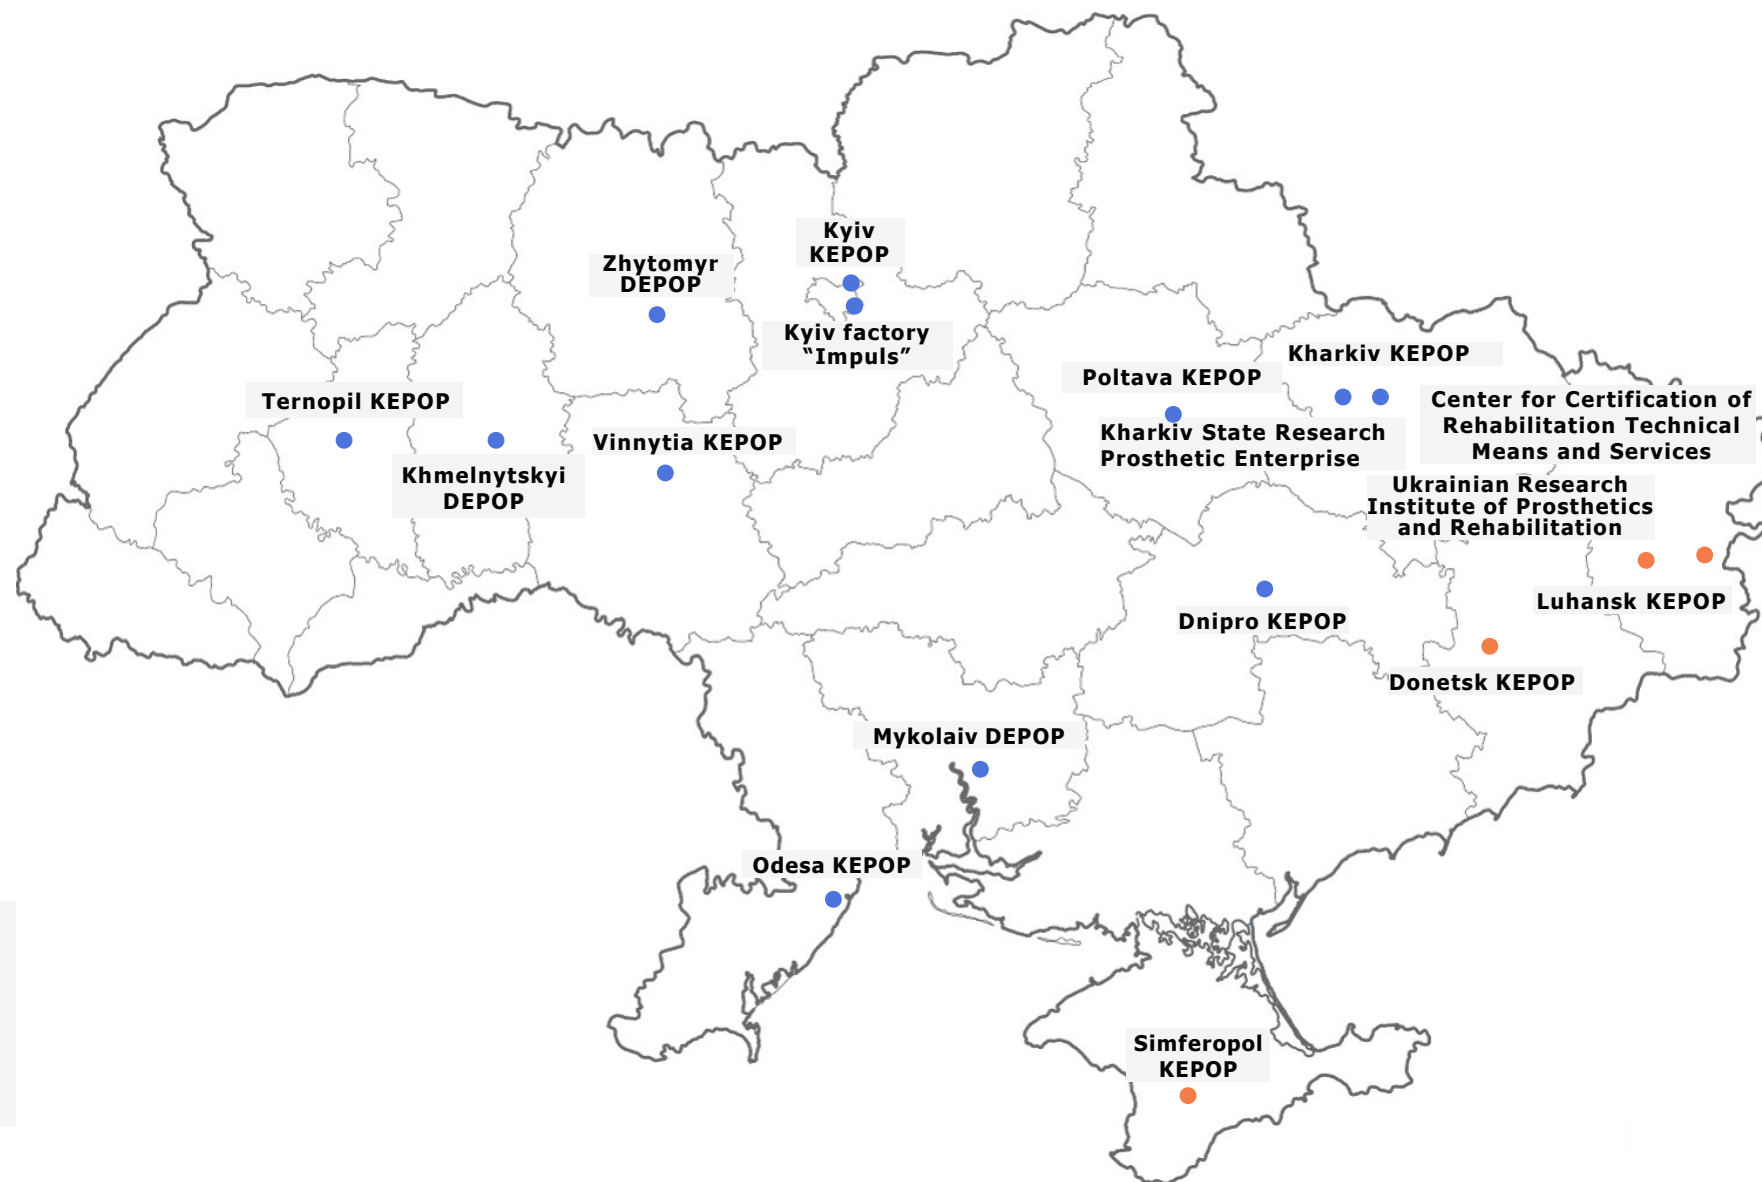 Kyiv
KEPOP
Zhytomyr
DEPOP
Kyiv factory
“Impuls”
Kharkiv KEPOP
Poltava KEPOP
Ternopil KEPOP
Center for Certification of
Rehabilitation Technical
Means and Services
Kharkiv State Research
Prosthetic Enterprise
Vinnytia KEPOP
Khmelnytskyi
DEPOP
Ukrainian Research
Institute of Prosthetics
and Rehabilitation
Luhansk KEPOP
Dnipro KEPOP
Donetsk KEPOP
Mykolaiv DEPOP
Odesa KEPOP
Simferopol
KEPOP